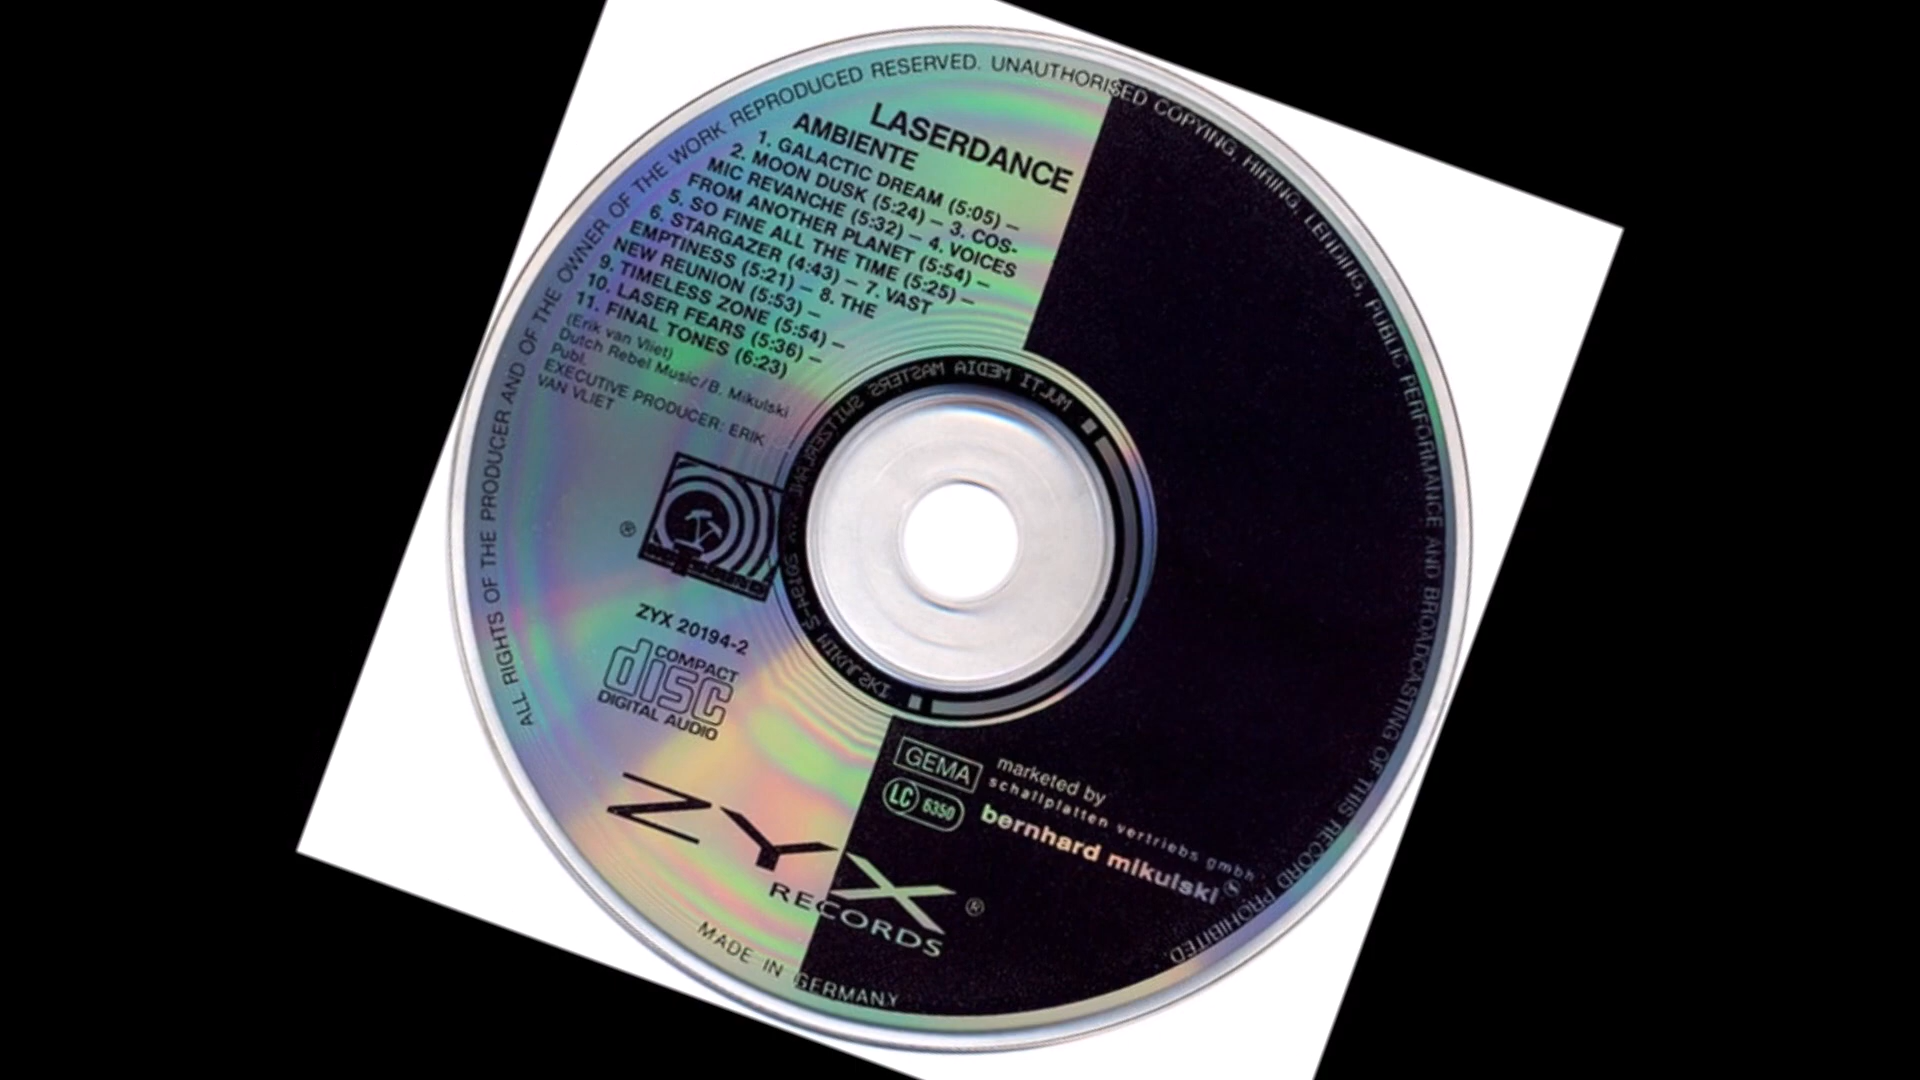 LASERDANCE
AMBIENTE
1. GALACTIC DREAM (5:05) –
2. MOON DUSK (5:24) – 3. COS-
MIC REVANCHE (5:32) – 4. VOICES
FROM ANOTHER PLANET (5:54) –
5. SO FINE ALL THE TIME (5:25) –
6. STARGAZER (4:43) – 7. VAST
EMPTINESS (5:21) – 8. THE
NEW REUNION (5:53) –
9. TIMELESS ZONE (5:54) –
10. LASER FEARS (5:36) –
11. FINAL TONES (6:23)
(Erik van Vliet)
Dutch Rebel Music/B. Mikulski
Publ.
EXECUTIVE PRODUCER: ERIK
VAN VLIET
®
ZYX 20194-2
COMPACT
disc
DIGITAL AUDIO
ZYX ®
RECORDS
GEMA
LC 6350
marketed by
schallplatten vertriebs gmbh
bernhard mikulski
MADE IN GERMANY
ALL RIGHTS OF THE PRODUCER AND OF THE OWNER OF THE WORK REPRODUCED RESERVED. UNAUTHORISED COPYING, HIRING, LENDING, PUBLIC PERFORMANCE AND BROADCASTING OF THIS RECORD PROHIBITED.
MULTI MEDIA MASTERS SWITZERLAND
MIKULSKI